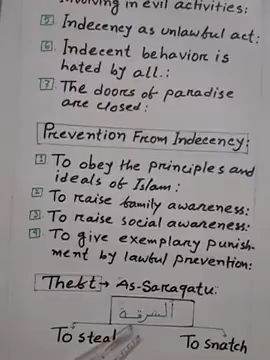 Involving in evil activities:
5 Indecency as unlawful act:
6 Indecent behavior is
hated by all.:
7 The doors of paradise
are closed:
Prevention From Indecency:
1 To obey the principles and
ideals of Islam:
2 To raise family awareness:
3 To raise social awareness:
4 To give exemplary punish-
ment by lawful prevention:
Theft → As-Saraqatu:
السرقة
To steal To snatch